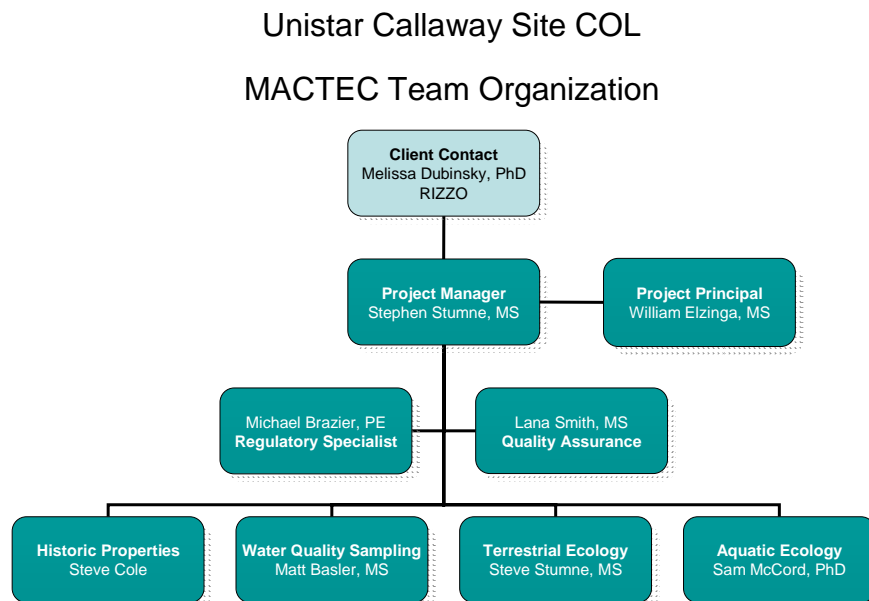 Unistar Callaway Site COL
MACTEC Team Organization
Client Contact
Melissa Dubinsky, PhD
RIZZO
Project Manager
Stephen Stumne, MS
Project Principal
William Elzinga, MS
Michael Brazier, PE
Regulatory Specialist
Lana Smith, MS
Quality Assurance
Historic Properties
Steve Cole
Water Quality Sampling
Matt Basler, MS
Terrestrial Ecology
Steve Stumne, MS
Aquatic Ecology
Sam McCord, PhD